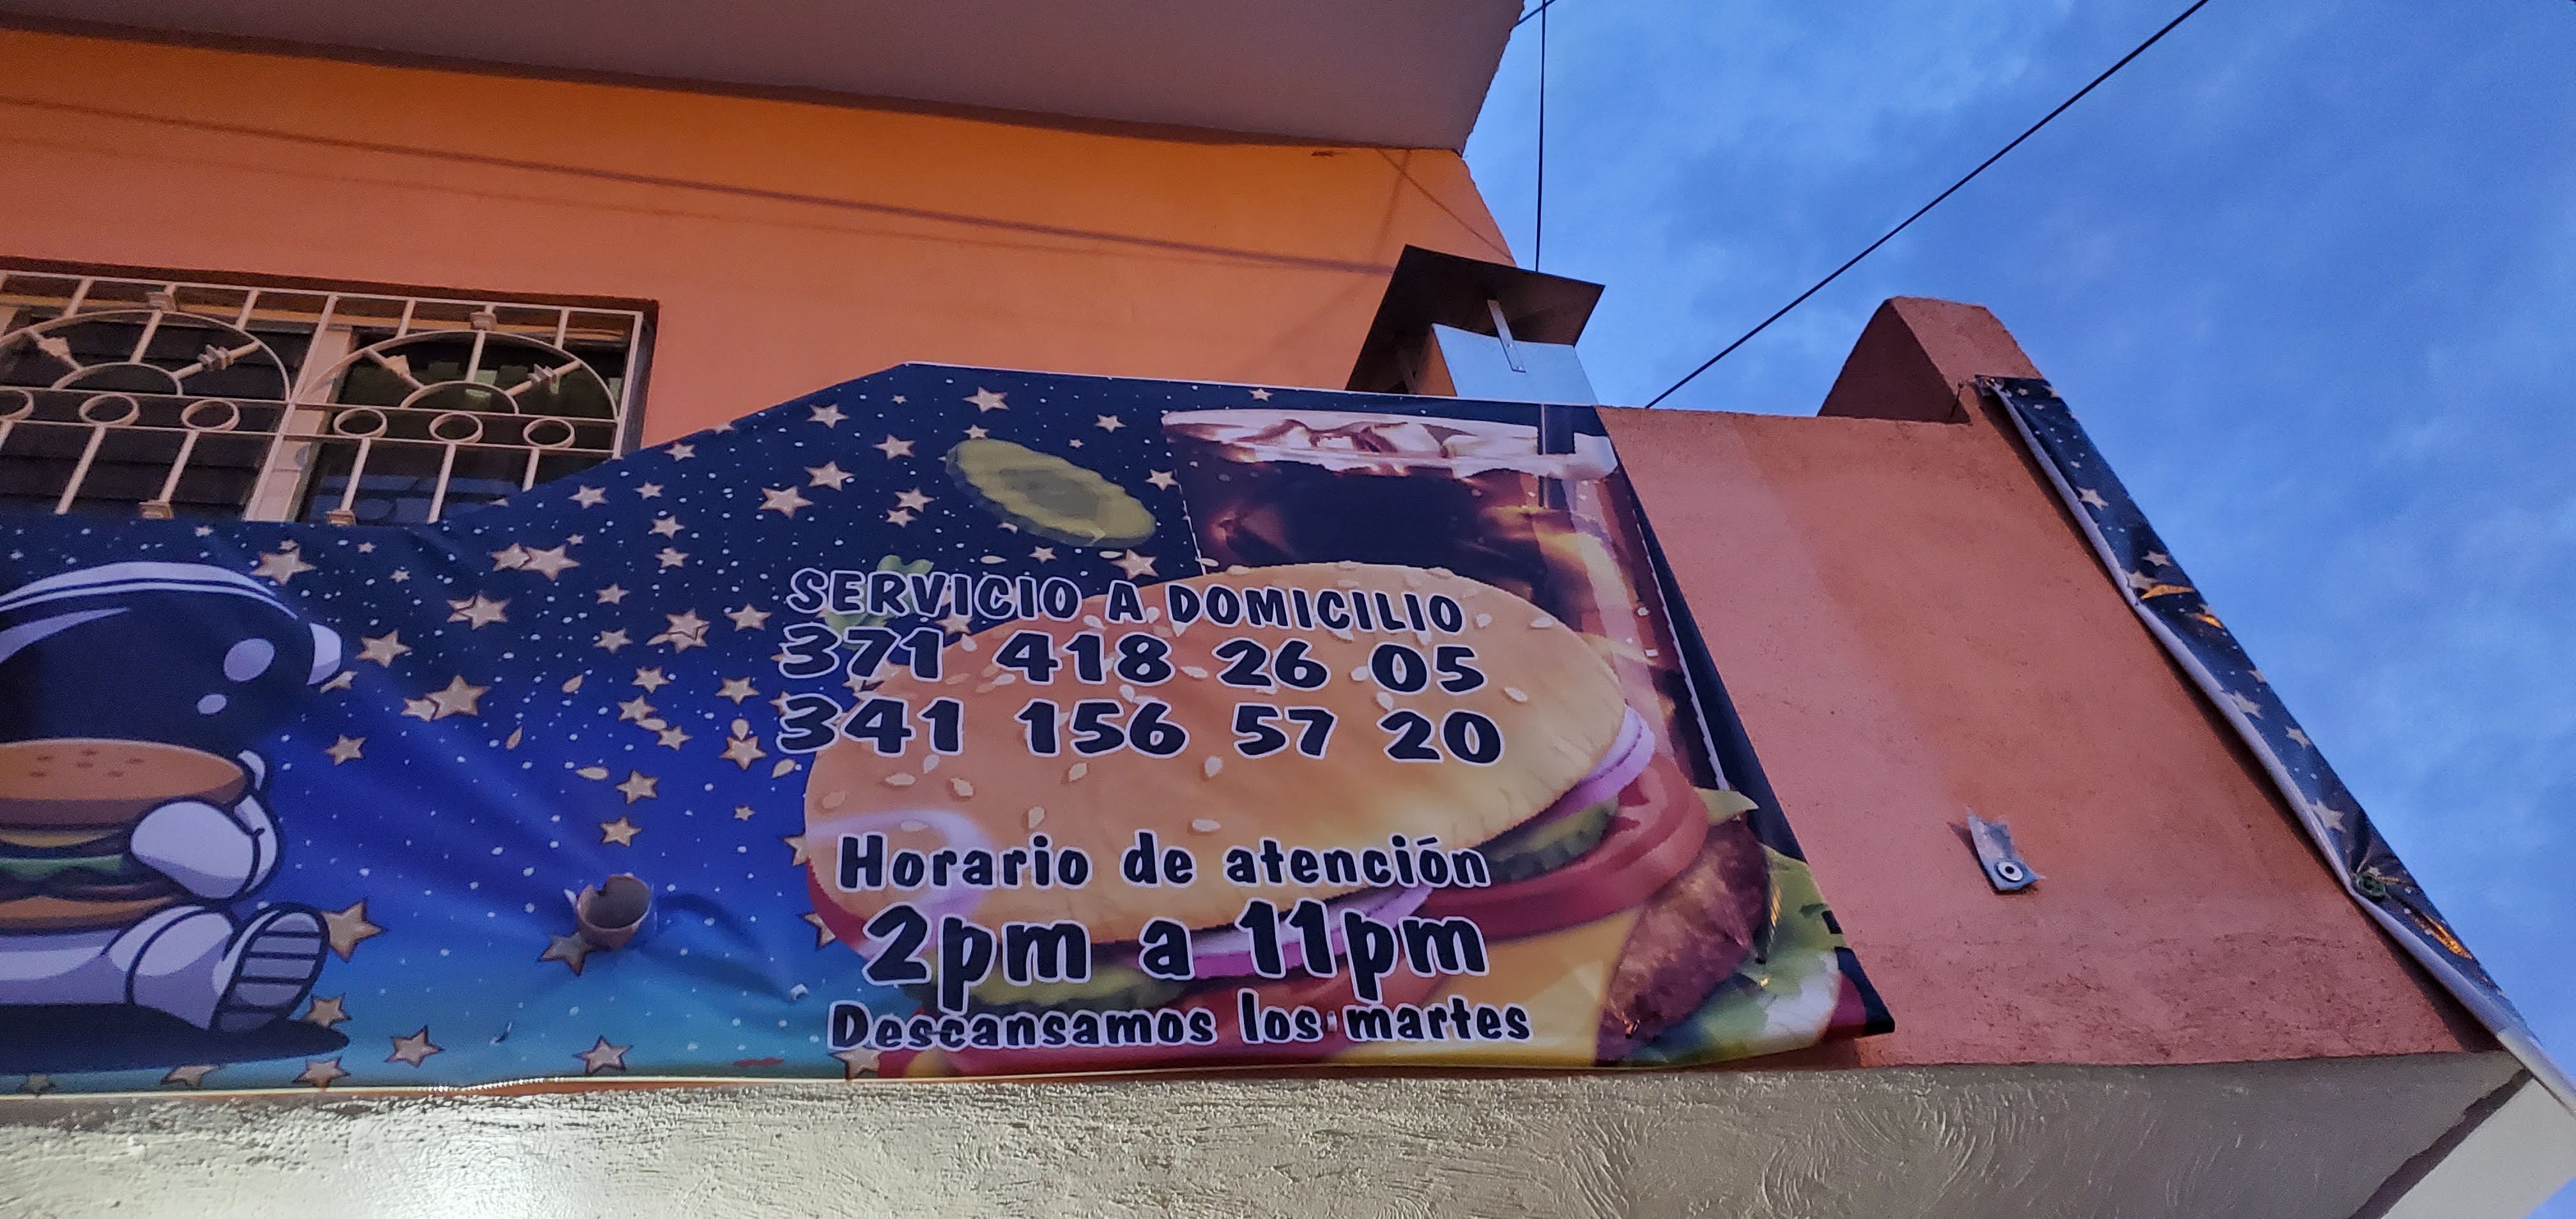 SERVICIO A DOMICILIO
371 418 26 05
341 156 57 20
Horario de atención
2pm a 11pm
Descansamos los martes